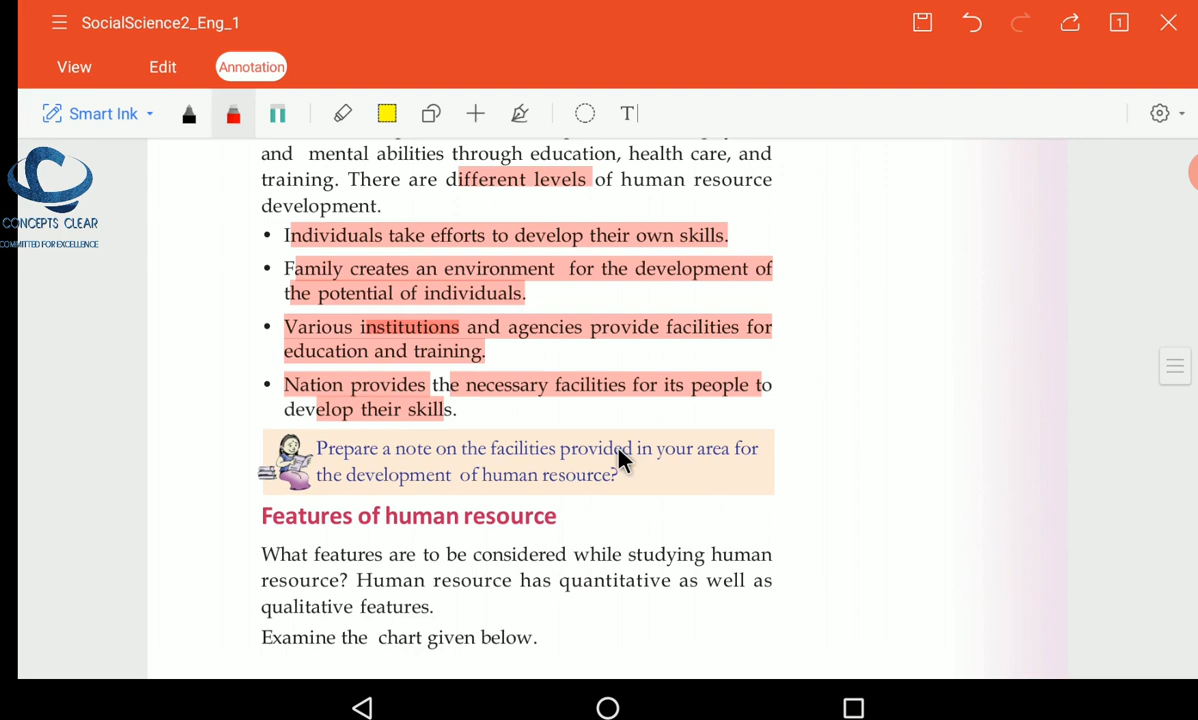 SocialScience2_Eng_1
1
View Edit Annotation
Smart Ink T|
and mental abilities through education, health care, and
training. There are different levels of human resource
development.
CONCEPTS CLEAR
COMMITTED FOR EXCELLENCE
• Individuals take efforts to develop their own skills.
• Family creates an environment for the development of
the potential of individuals.
• Various institutions and agencies provide facilities for
education and training.
• Nation provides the necessary facilities for its people to
develop their skills.
Prepare a note on the facilities provided in your area for
the development of human resource?
Features of human resource
What features are to be considered while studying human
resource? Human resource has quantitative as well as
qualitative features.
Examine the chart given below.